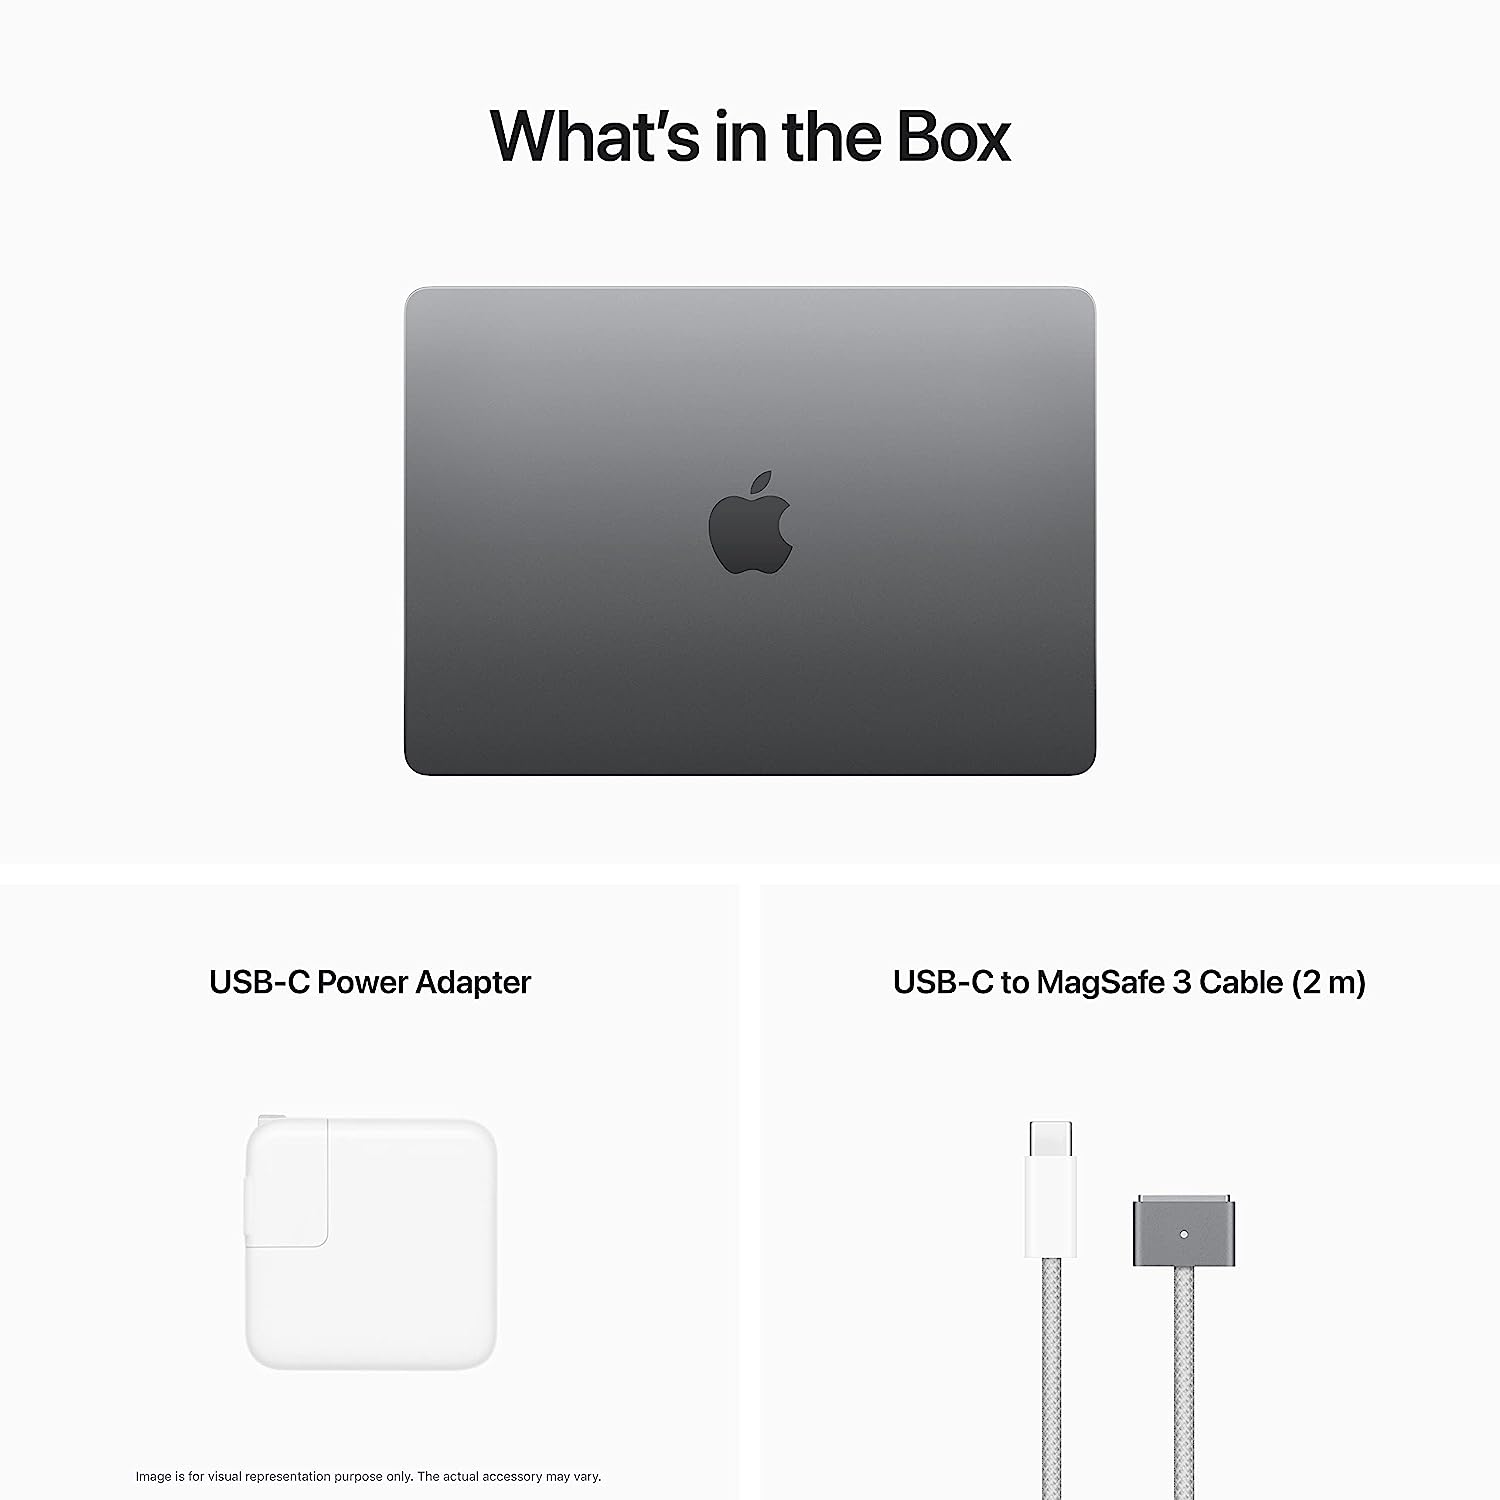 What’s in the Box
USB-C Power Adapter
USB-C to MagSafe 3 Cable (2 m)
Image is for visual representation purpose only. The actual accessory may vary.